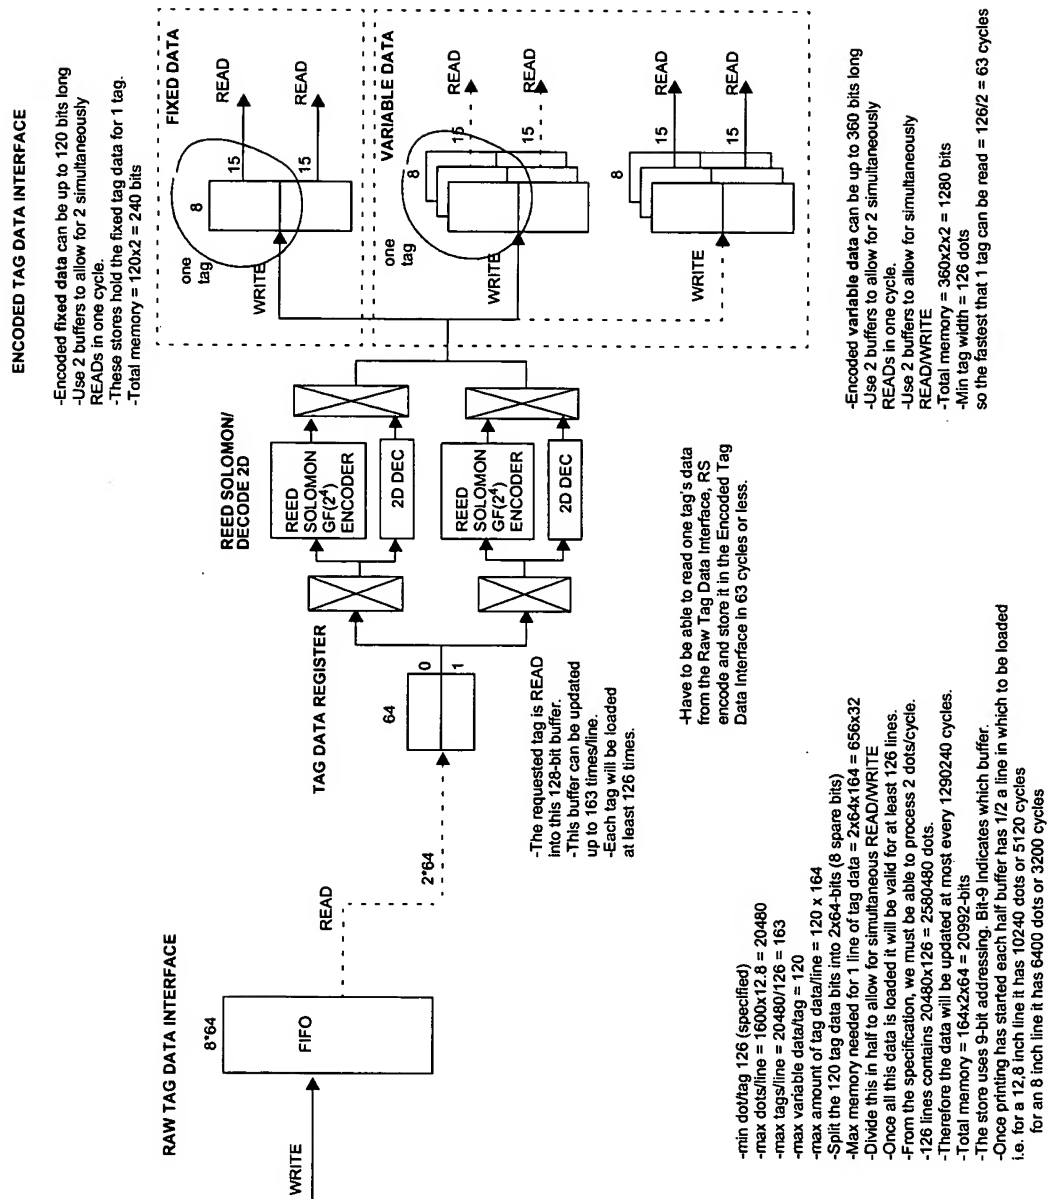 ENCODED TAG DATA INTERFACE
-Encoded fixed data can be up to 120 bits long
-Use 2 buffers to allow for 2 simultaneously
READs in one cycle.
-These stores hold the fixed tag data for 1 tag.
-Total memory = 120x2 = 240 bits
FIXED DATA
one
tag
8
15
READ
15
READ
WRITE
VARIABLE DATA
one
tag
8
15
READ
15
READ
WRITE
8
READ
READ
WRITE
-Encoded variable data can be up to 360 bits long
-Use 2 buffers to allow for 2 simultaneously
READs in one cycle.
-Use 2 buffers to allow for simultaneously
READ/WRITE
-Total memory = 360x2x2 = 1280 bits
-Min tag width = 126 dots
so the fastest that 1 tag can be read = 126/2 = 63 cycles
REED SOLOMON/
DECODE 2D
REED
SOLOMON
GF(2⁴)
ENCODER
2D DEC
REED
SOLOMON
GF(2⁴)
ENCODER
2D DEC
TAG DATA REGISTER
64
0
1
-The requested tag is READ
into this 128-bit buffer.
-This buffer can be updated
up to 163 times/line.
-Each tag will be loaded
at least 126 times.
-Have to be able to read one tag's data
from the Raw Tag Data Interface, RS
encode and store it in the Encoded Tag
Data Interface in 63 cycles or less.
RAW TAG DATA INTERFACE
8*64
FIFO
WRITE
READ
2*64
-min dot/tag 126 (specified)
-max dots/line = 1600x12.8 = 20480
-max tags/line = 20480/126 = 163
-max variable data/tag = 120
-max amount of tag data/line = 120 x 164
-Split the 120 tag data bits into 2x64-bits (8 spare bits)
-Max memory needed for 1 line of tag data = 2x64x164 = 656x32
-Divide this in half to allow for simultaneous READ/WRITE
-Once all this data is loaded it will be valid for at least 126 lines.
-From the specification, we must be able to process 2 dots/cycle.
-126 lines contains 20480x126 = 2580480 dots.
-Therefore the data will be updated at most every 1290240 cycles.
-Total memory = 164x2x64 = 20992-bits
-The store uses 9-bit addressing. Bit-9 indicates which buffer.
-Once printing has started each half buffer has 1/2 a line in which to be loaded
i.e. for a 12,8 inch line it has 10240 dots or 5120 cycles
for an 8 inch line it has 6400 dots or 3200 cycles